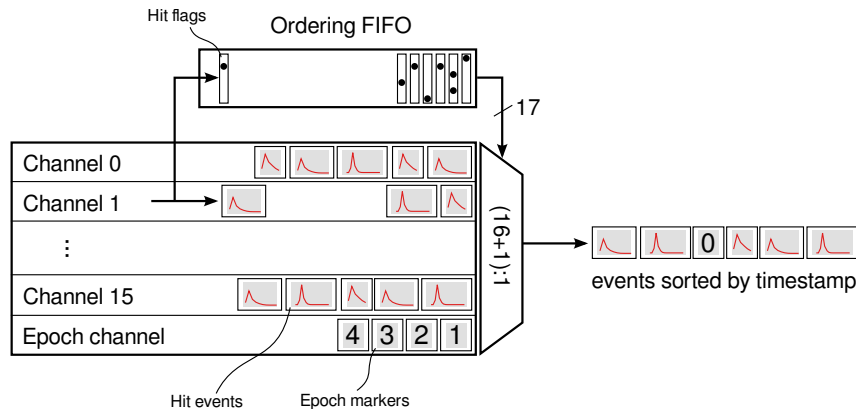 Hit flags
Ordering FIFO
17
Channel 0
Channel 1
(16+1):1
0
⋮
events sorted by timestamp
Channel 15
Epoch channel
4 3 2 1
Hit events
Epoch markers